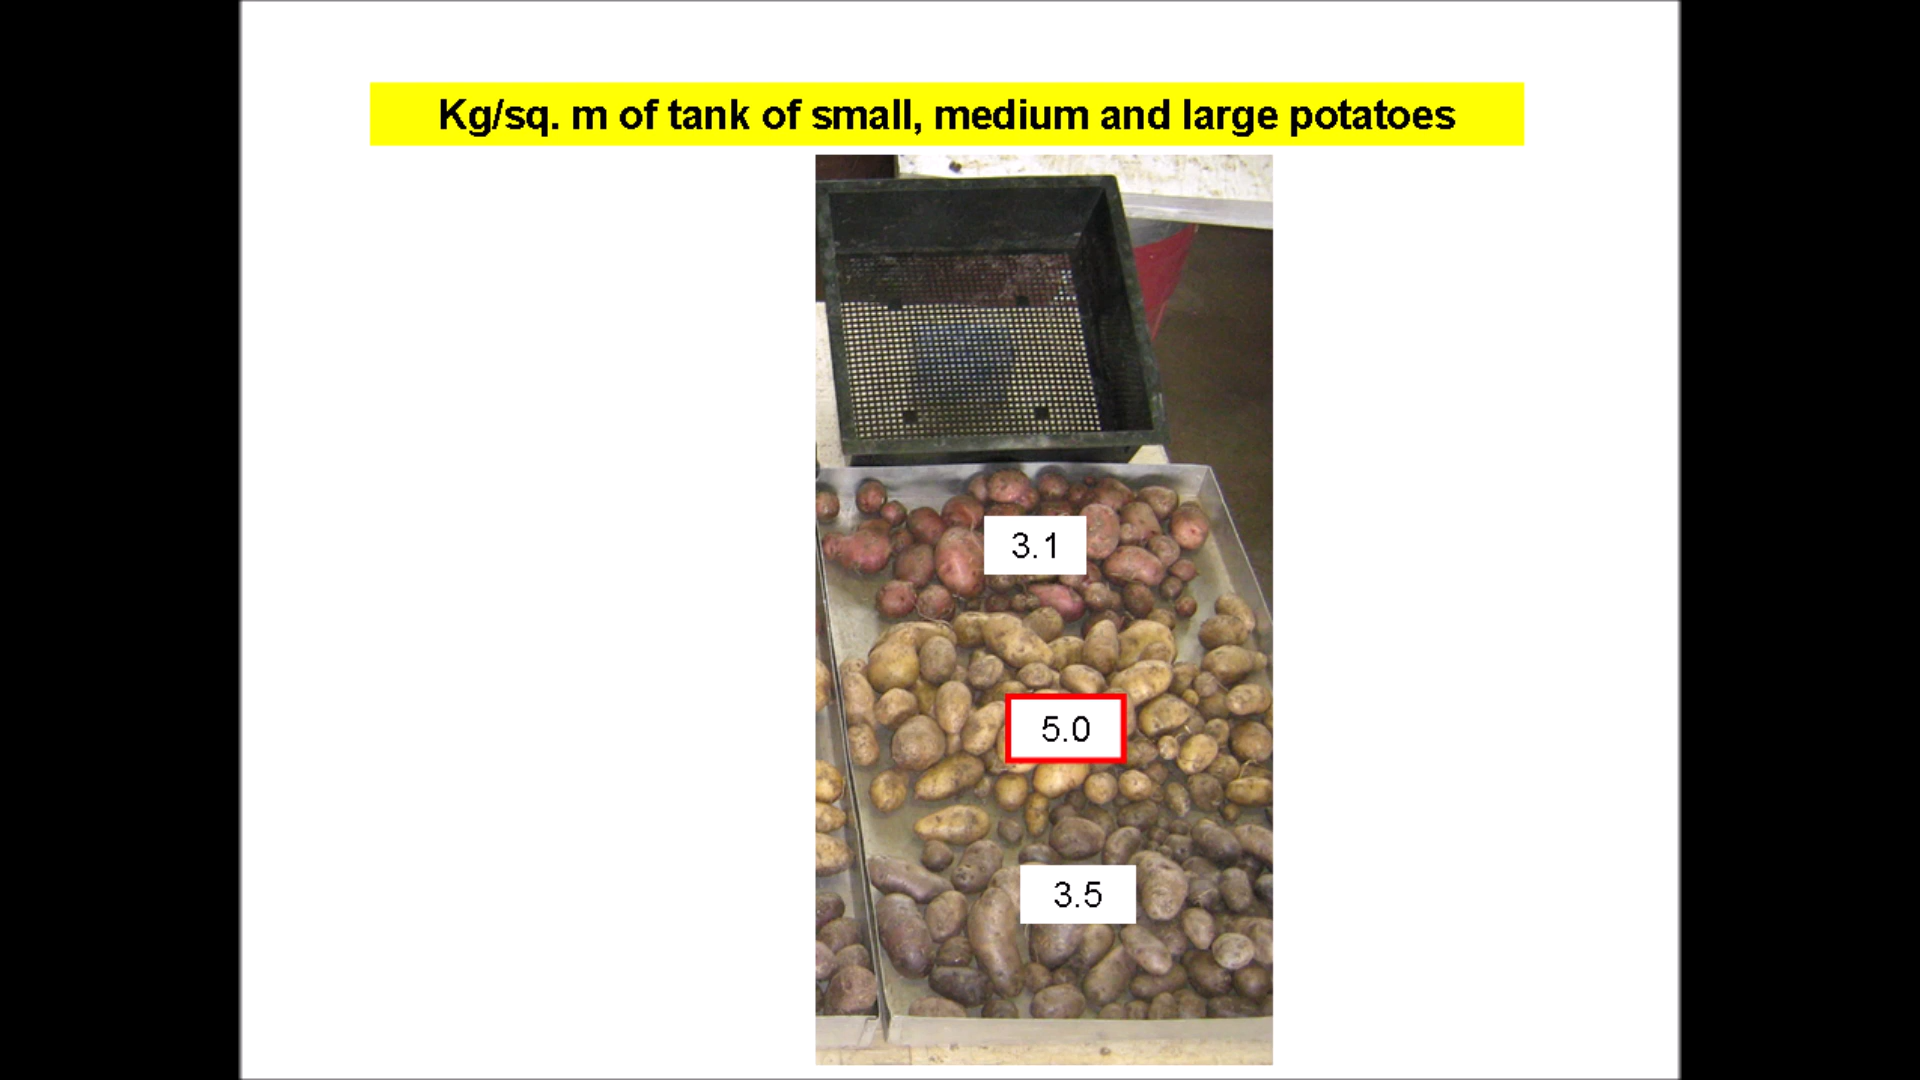 Kg/sq. m of tank of small, medium and large potatoes
3.1
5.0
3.5